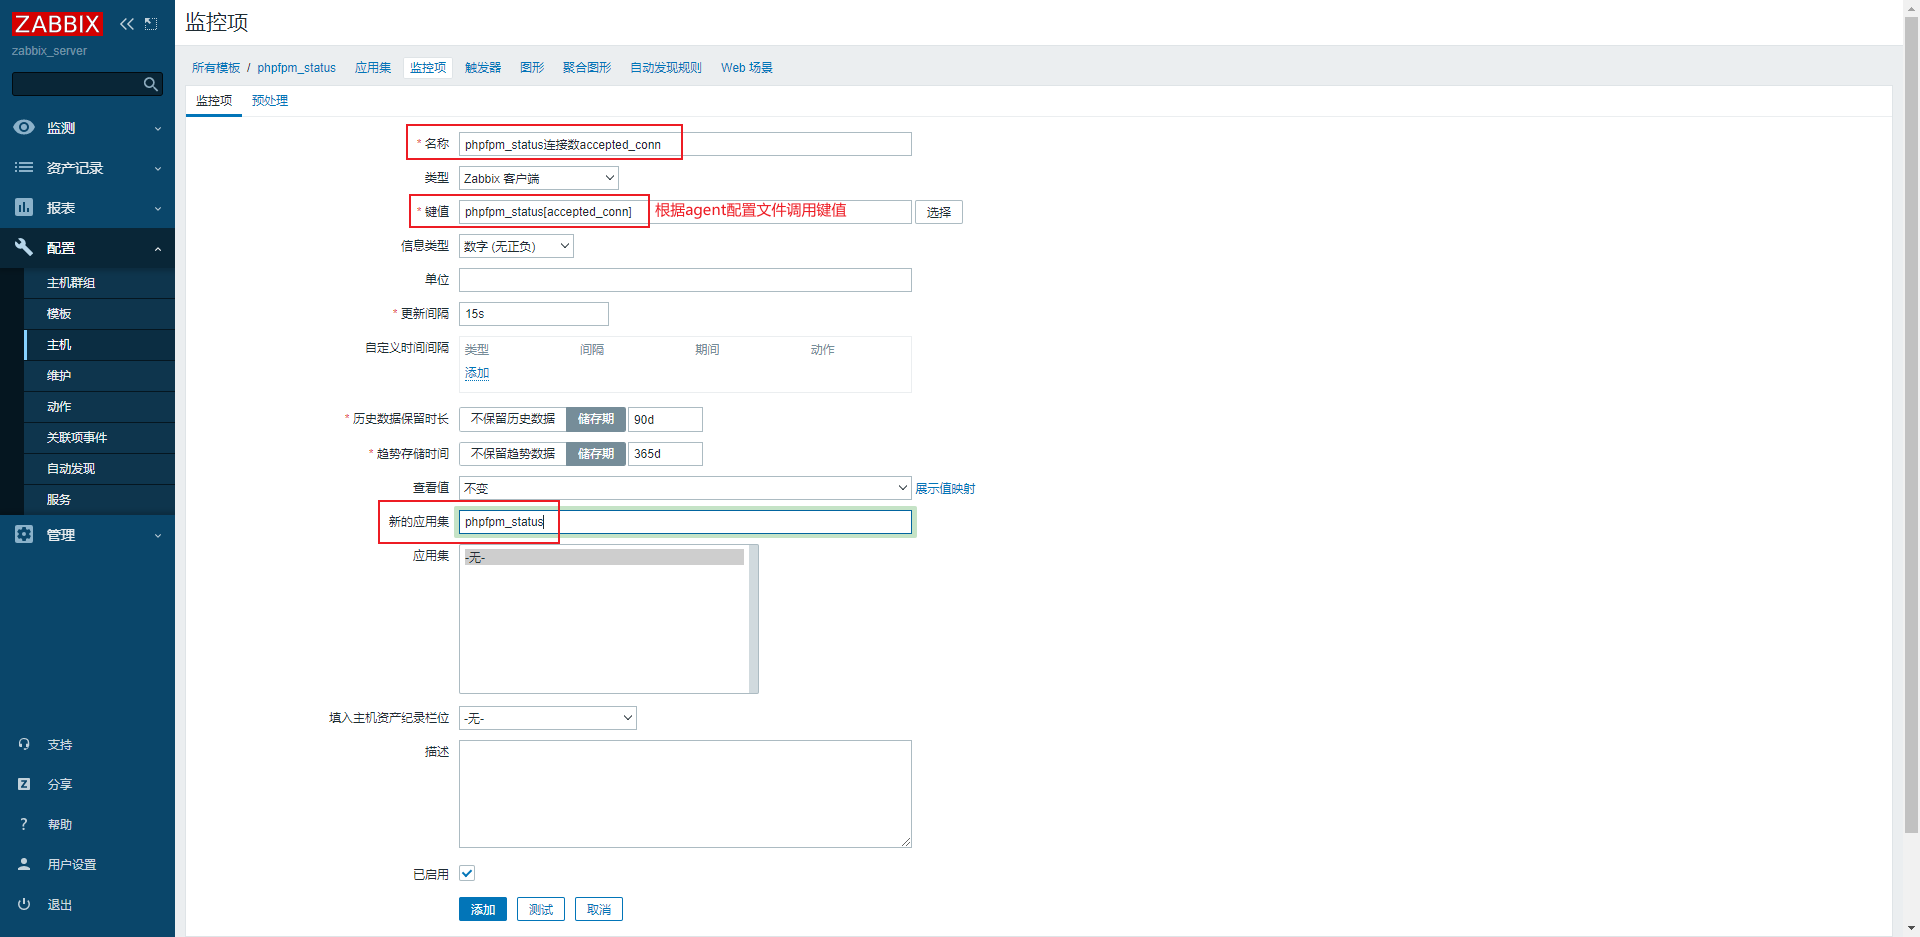 ZABBIX
zabbix_server
监测
资产记录
报表
配置
主机群组
模板
主机
维护
动作
关联项事件
自动发现
服务
管理
支持
Z 分享
? 帮助
用户设置
退出
监控项
所有模板 / phpfpm_status 应用集 监控项 触发器 图形 聚合图形 自动发现规则 Web 场景
监控项 预处理
* 名称 phpfpm_status连接数accepted_conn
类型 Zabbix 客户端
* 键值 phpfpm_status[accepted_conn] 根据agent配置文件调用键值 选择
信息类型 数字 (无正负)
单位
* 更新间隔 15s
自定义时间间隔 类型 间隔 期间 动作
添加
* 历史数据保留时长 不保留历史数据 储存期 90d
* 趋势存储时间 不保留趋势数据 储存期 365d
查看值 不变 展示值映射
新的应用集 phpfpm_status
应用集 -无-
填入主机资产纪录栏位 -无-
描述
已启用
添加 测试 取消